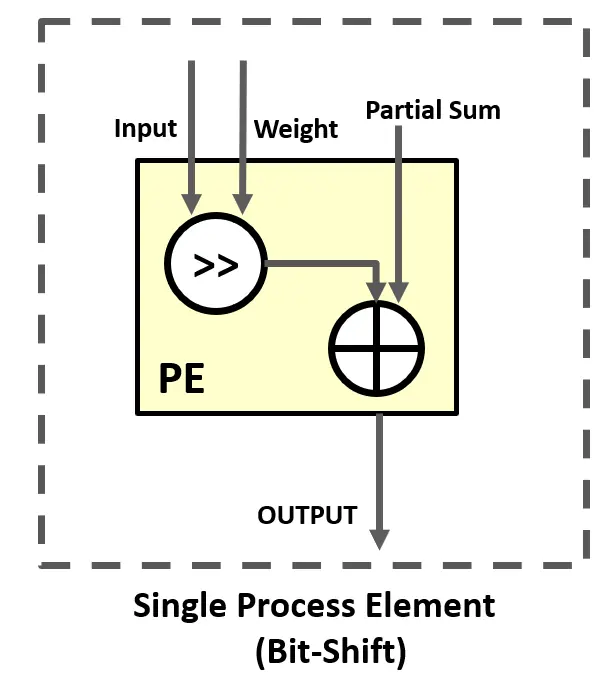 Input
Weight
Partial Sum
>>
PE
OUTPUT
Single Process Element
(Bit-Shift)